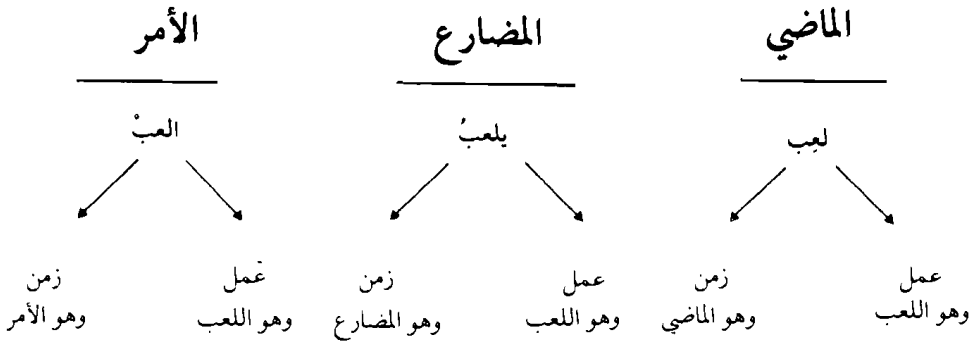 الماضي
المضارع
الأمر
لعِب
يلعبُ
العبْ
عمل
زمن
عمل
زمن
عمل
زمن
وهو اللعب
وهو الماضي
وهو اللعب
وهو المضارع
وهو اللعب
وهو الأمر